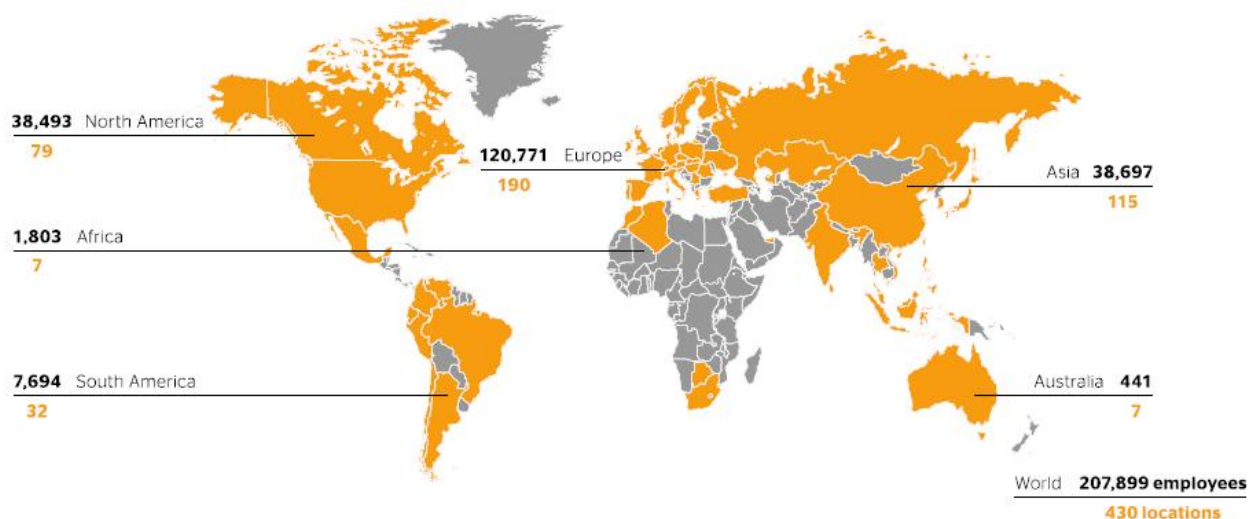 38,493 North America
79
120,771 Europe
190
Asia 38,697
115
1,803 Africa
7
7,694 South America
32
Australia 441
7
World 207,899 employees
430 locations